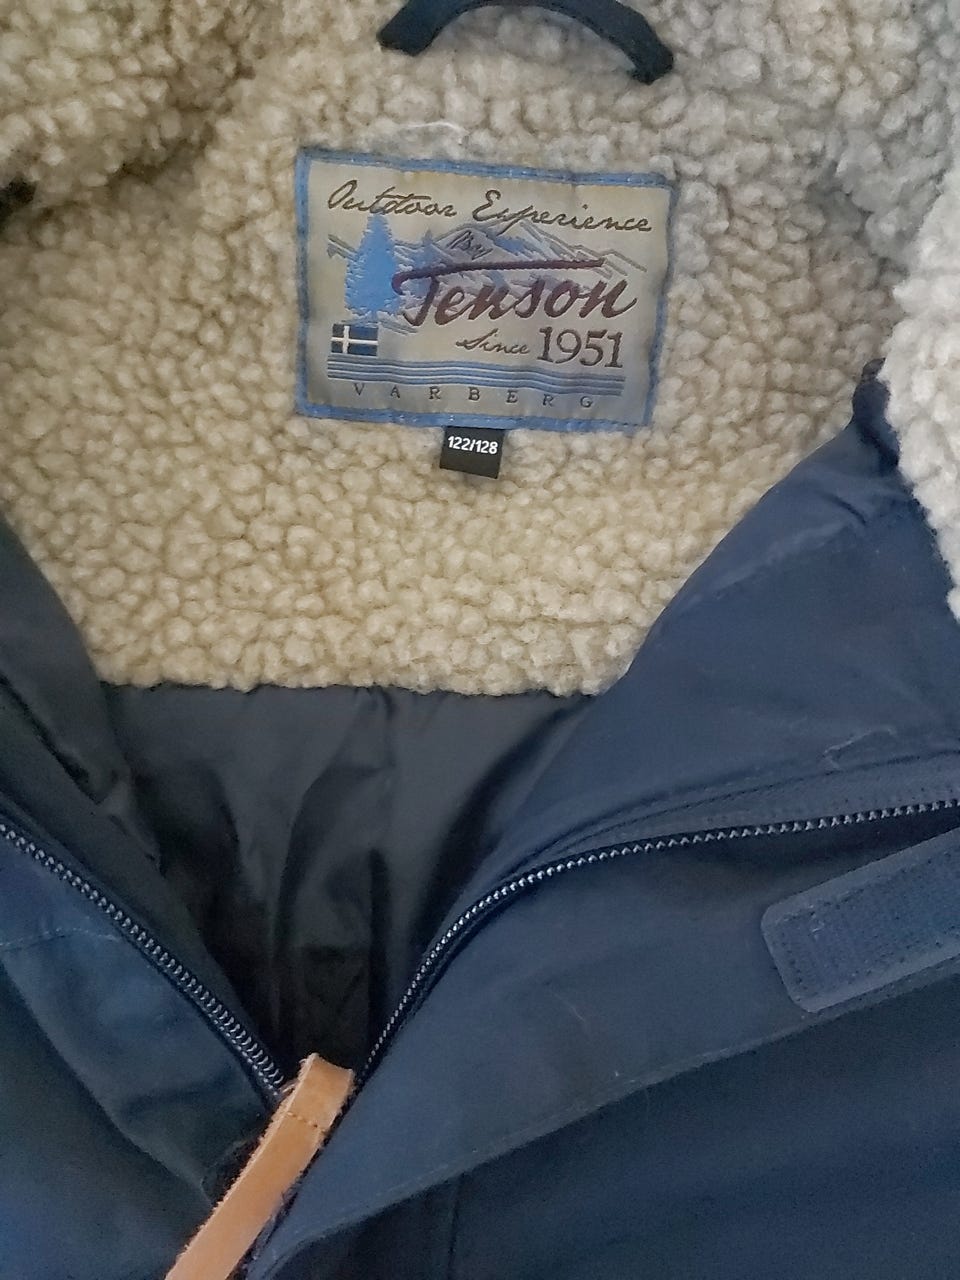 Outdoor Experience
By
Tenson
Since 1951
VARBERG
122/128